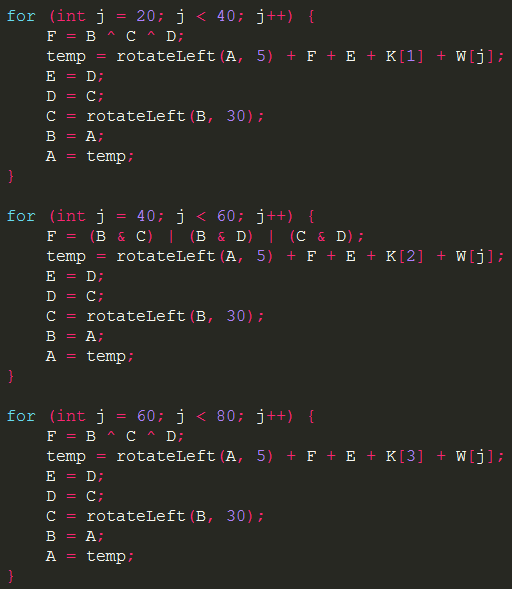 for (int j = 20; j < 40; j++) {
    F = B ^ C ^ D;
    temp = rotateLeft(A, 5) + F + E + K[1] + W[j];
    E = D;
    D = C;
    C = rotateLeft(B, 30);
    B = A;
    A = temp;
}

for (int j = 40; j < 60; j++) {
    F = (B & C) | (B & D) | (C & D);
    temp = rotateLeft(A, 5) + F + E + K[2] + W[j];
    E = D;
    D = C;
    C = rotateLeft(B, 30);
    B = A;
    A = temp;
}

for (int j = 60; j < 80; j++) {
    F = B ^ C ^ D;
    temp = rotateLeft(A, 5) + F + E + K[3] + W[j];
    E = D;
    D = C;
    C = rotateLeft(B, 30);
    B = A;
    A = temp;
}